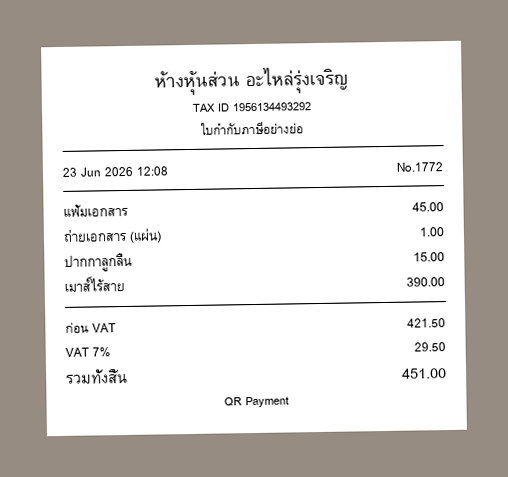 ห้างหุ้นส่วน อะไหล่รุ่งเจริญ
TAX ID 1956134493292
ใบกำกับภาษีอย่างย่อ
23 Jun 2026 12:08 No.1772
แฟ้มเอกสาร 45.00
ถ่ายเอกสาร (แผ่น) 1.00
ปากกาลูกลื่น 15.00
เมาส์ไร้สาย 390.00
ก่อน VAT 421.50
VAT 7% 29.50
รวมทั้งสิ้น 451.00
QR Payment